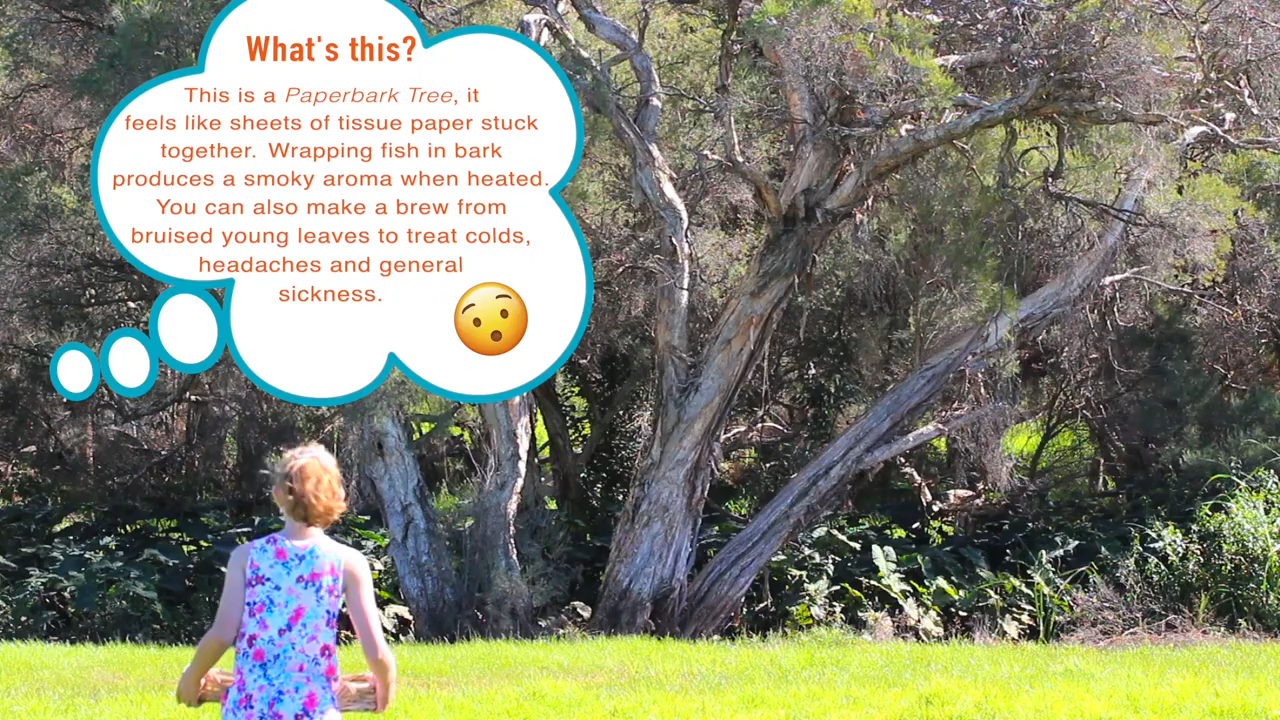 What's this?
This is a Paperbark Tree, it
feels like sheets of tissue paper stuck
together. Wrapping fish in bark
produces a smoky aroma when heated.
You can also make a brew from
bruised young leaves to treat colds,
headaches and general
sickness.